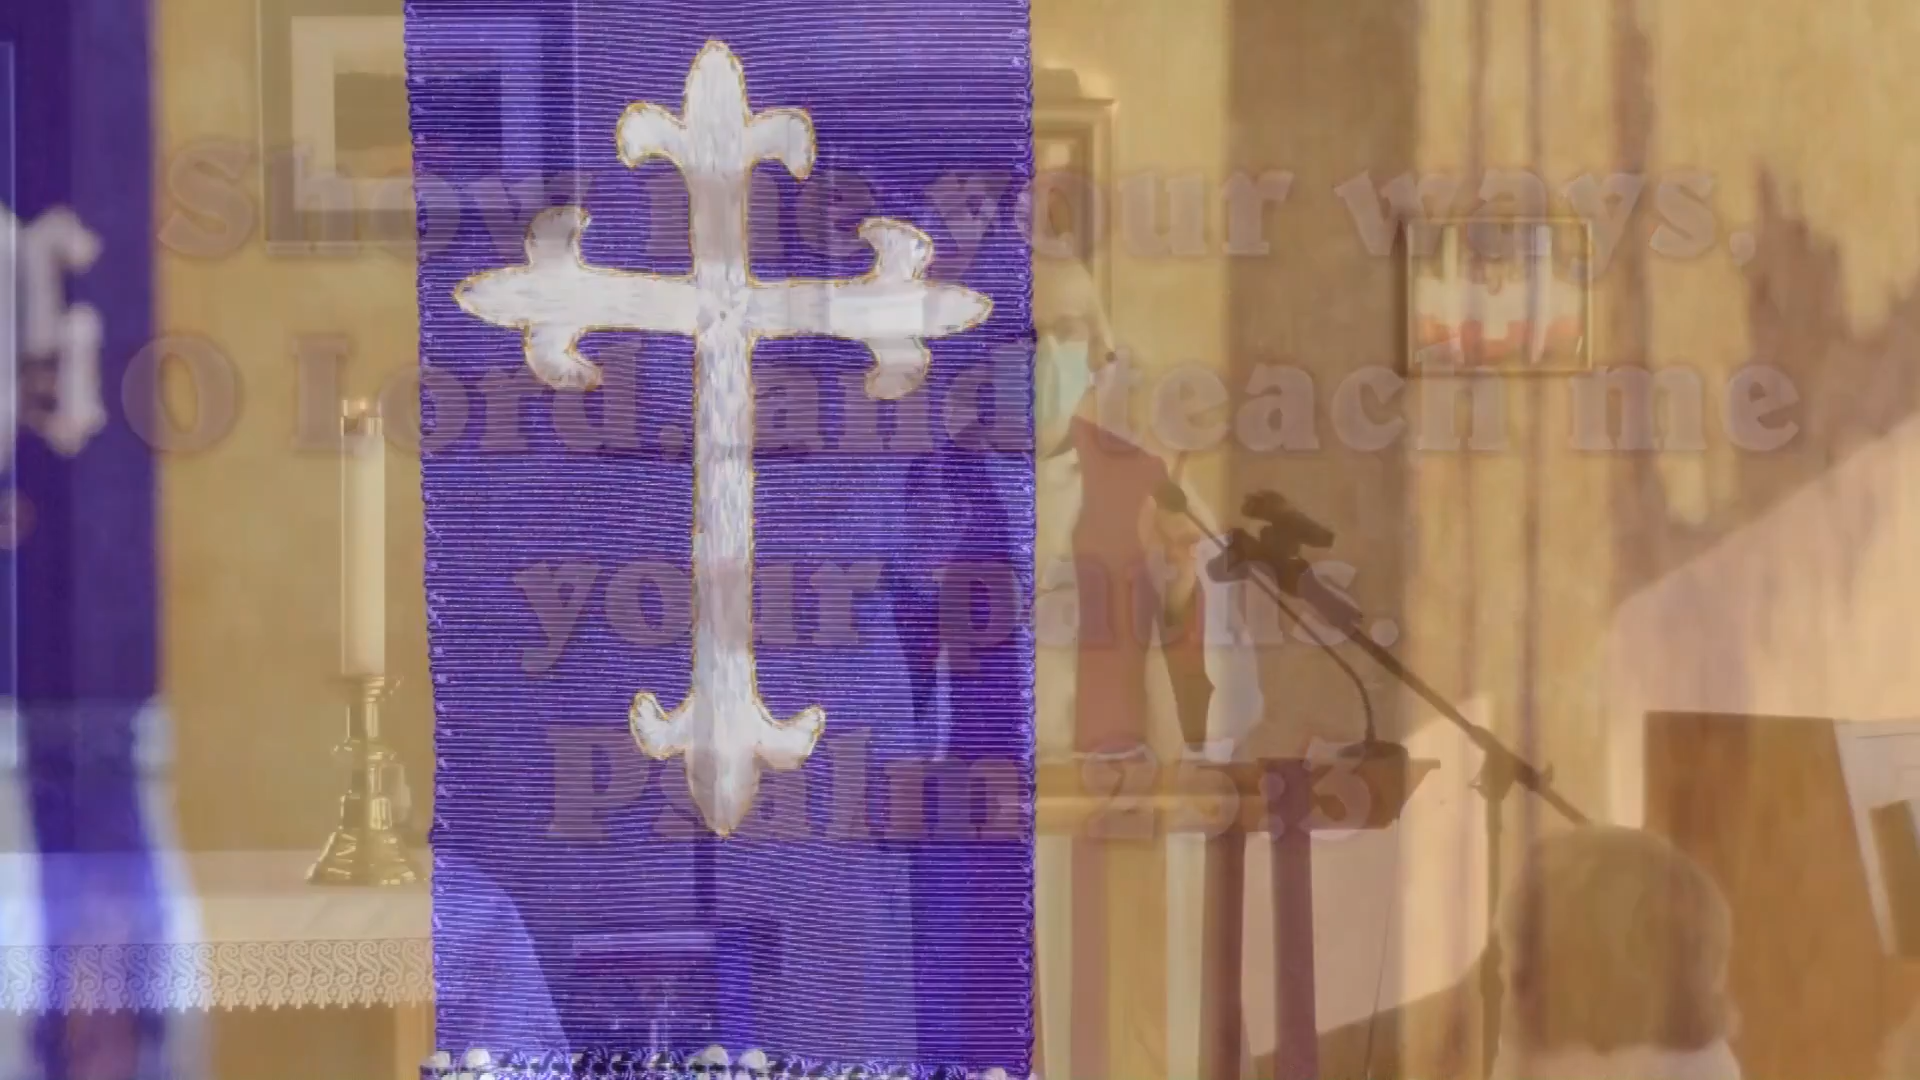 Show me your ways,
O Lord, and teach me
your paths.
Psalm 25:3